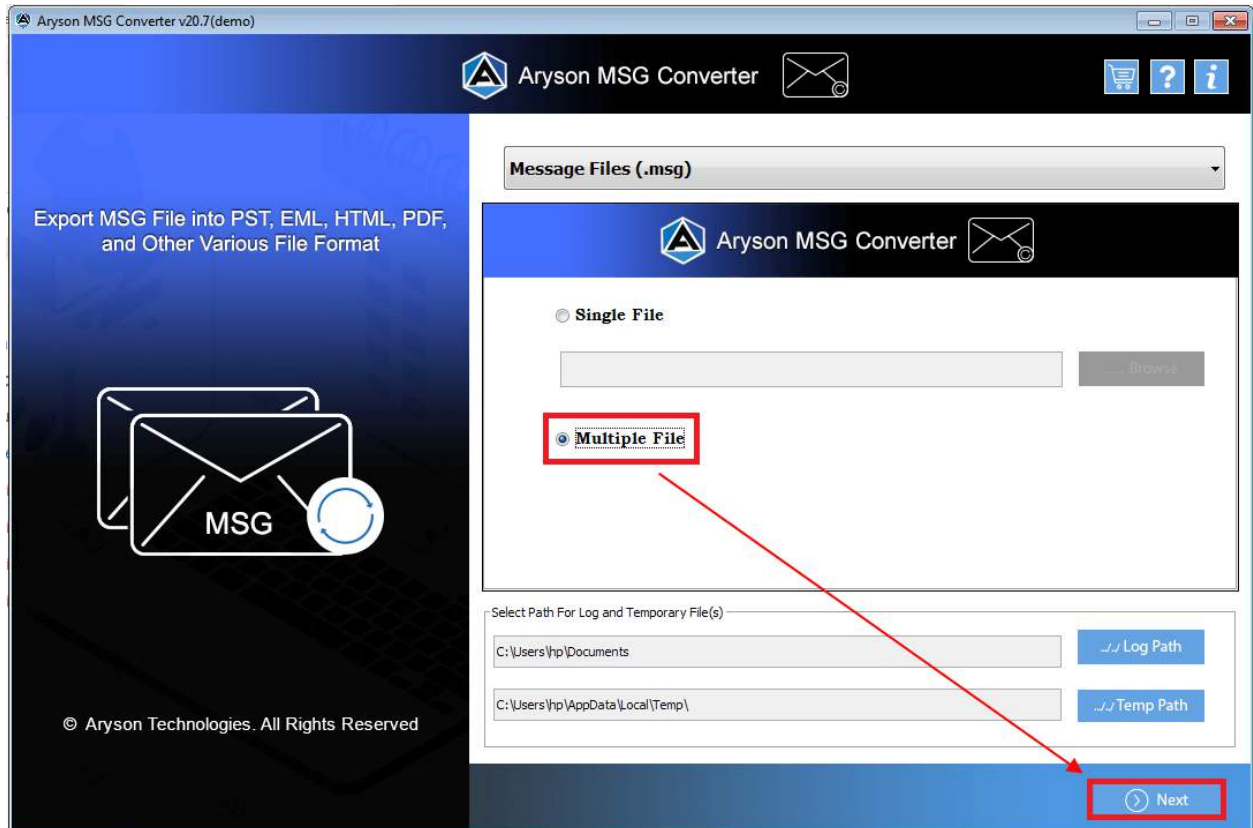 Aryson MSG Converter v20.7(demo)
Aryson MSG Converter
Message Files (.msg)
Export MSG File into PST, EML, HTML, PDF,
and Other Various File Format
MSG
© Aryson Technologies. All Rights Reserved
Aryson MSG Converter
Single File
..... Browse
Multiple File
Select Path For Log and Temporary File(s)
C:\Users\hp\Documents
../../ Log Path
C:\Users\hp\AppData\Local\Temp\
../../ Temp Path
Next